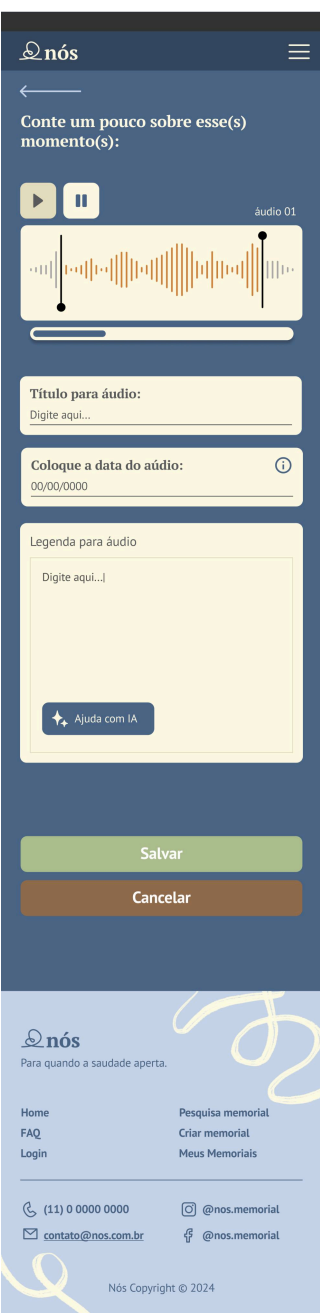 nós
Conte um pouco sobre esse(s)
momento(s):
áudio 01
Título para áudio:
Digite aqui...
Coloque a data do aúdio:
00/00/0000
Legenda para áudio
Digite aqui...|
Ajuda com IA
Salvar
Cancelar
nós
Para quando a saudade aperta.
Home
Pesquisa memorial
FAQ
Criar memorial
Login
Meus Memoriais
(11) 0 0000 0000
@nos.memorial
contato@nos.com.br
@nos.memorial
Nós Copyright © 2024